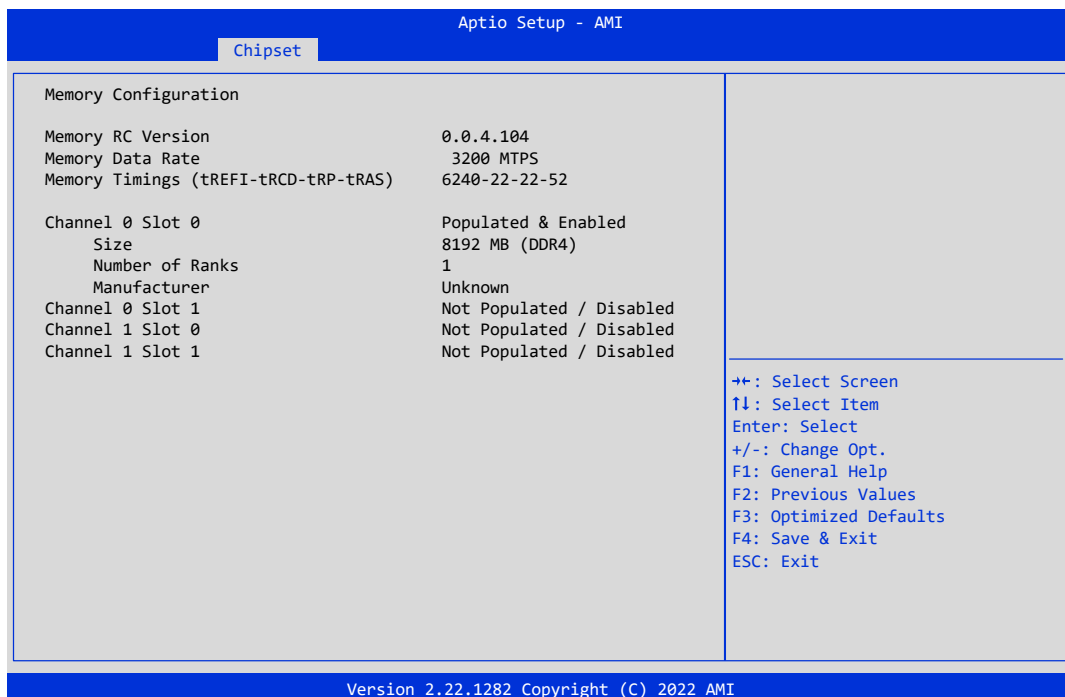 Aptio Setup - AMI
Chipset
Memory Configuration
Memory RC Version 0.0.4.104
Memory Data Rate 3200 MTPS
Memory Timings (tREFI-tRCD-tRP-tRAS) 6240-22-22-52
Channel 0 Slot 0 Populated & Enabled
Size 8192 MB (DDR4)
Number of Ranks 1
Manufacturer Unknown
Channel 0 Slot 1 Not Populated / Disabled
Channel 1 Slot 0 Not Populated / Disabled
Channel 1 Slot 1 Not Populated / Disabled
→←: Select Screen
↑↓: Select Item
Enter: Select
+/-: Change Opt.
F1: General Help
F2: Previous Values
F3: Optimized Defaults
F4: Save & Exit
ESC: Exit
Version 2.22.1282 Copyright (C) 2022 AMI